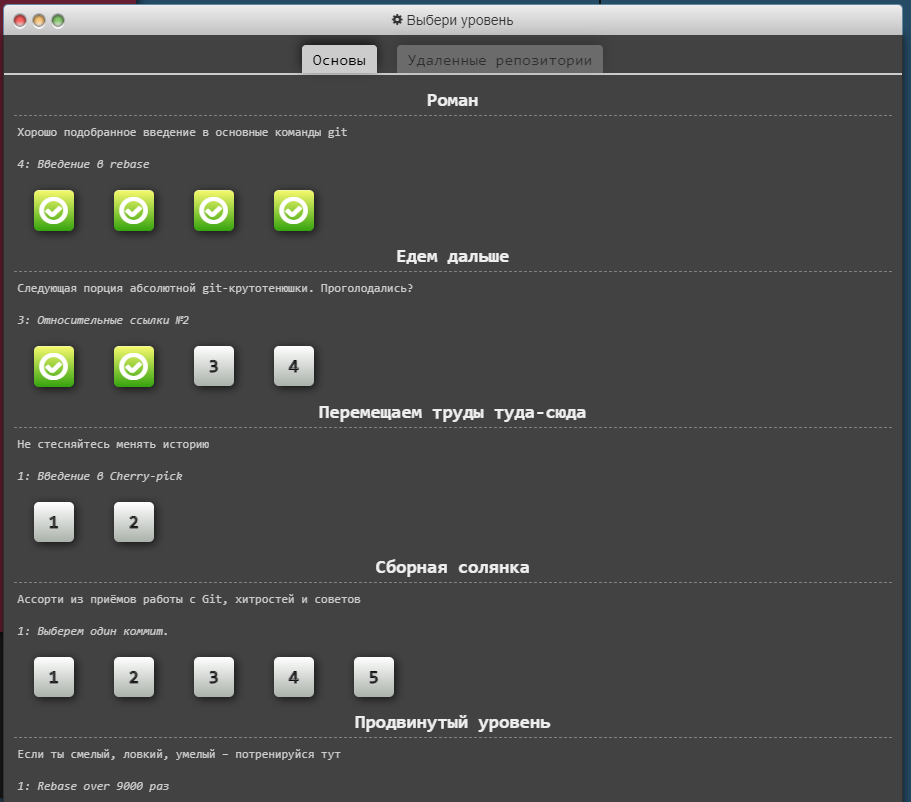 Выбери уровень
Основы
Удаленные репозитории
Роман
Хорошо подобранное введение в основные команды git
4: Введение в rebase
Едем дальше
Следующая порция абсолютной git-крутотенюшки. Проголодались?
3: Относительные ссылки №2
3
4
Перемещаем труды туда-сюда
Не стесняйтесь менять историю
1: Введение в Cherry-pick
1
2
Сборная солянка
Ассорти из приёмов работы с Git, хитростей и советов
1: Выберем один коммит.
1
2
3
4
5
Продвинутый уровень
Если ты смелый, ловкий, умелый – потренируйся тут
1: Rebase over 9000 раз